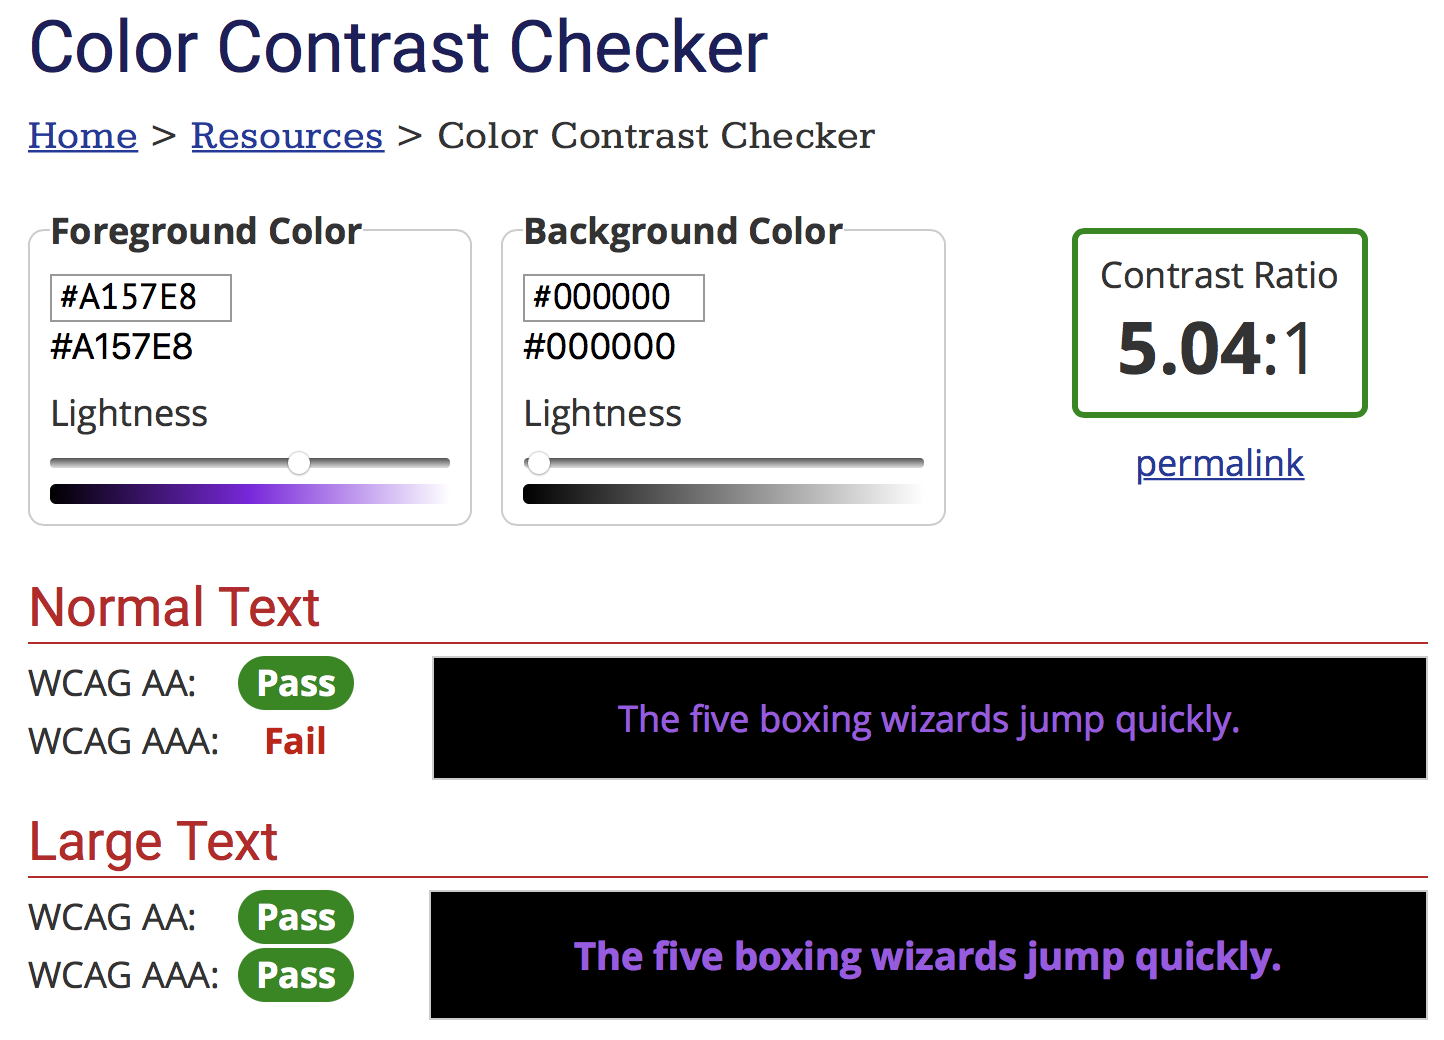 Color Contrast Checker
Home > Resources > Color Contrast Checker
Foreground Color
#A157E8
#A157E8
Lightness
Background Color
#000000
#000000
Lightness
Contrast Ratio
5.04:1
permalink
Normal Text
WCAG AA: Pass
WCAG AAA: Fail
The five boxing wizards jump quickly.
Large Text
WCAG AA: Pass
WCAG AAA: Pass
The five boxing wizards jump quickly.